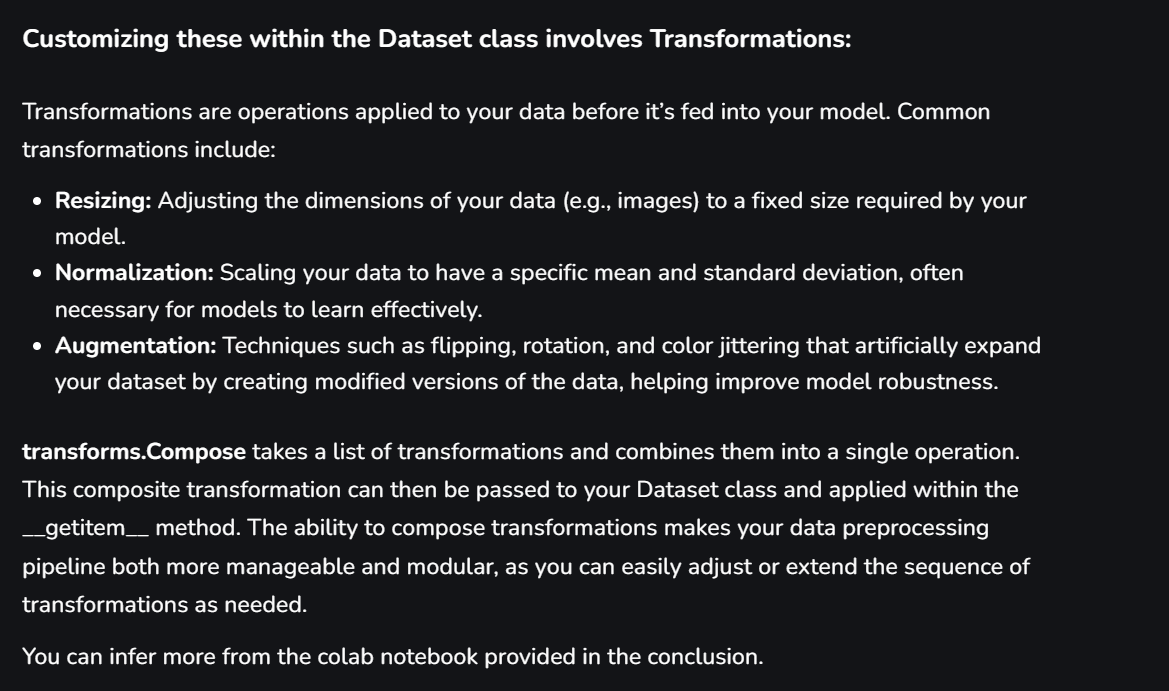 Customizing these within the Dataset class involves Transformations:
Transformations are operations applied to your data before it’s fed into your model. Common
transformations include:
• Resizing: Adjusting the dimensions of your data (e.g., images) to a fixed size required by your
model.
• Normalization: Scaling your data to have a specific mean and standard deviation, often
necessary for models to learn effectively.
• Augmentation: Techniques such as flipping, rotation, and color jittering that artificially expand
your dataset by creating modified versions of the data, helping improve model robustness.
transforms.Compose takes a list of transformations and combines them into a single operation.
This composite transformation can then be passed to your Dataset class and applied within the
__getitem__ method. The ability to compose transformations makes your data preprocessing
pipeline both more manageable and modular, as you can easily adjust or extend the sequence of
transformations as needed.
You can infer more from the colab notebook provided in the conclusion.